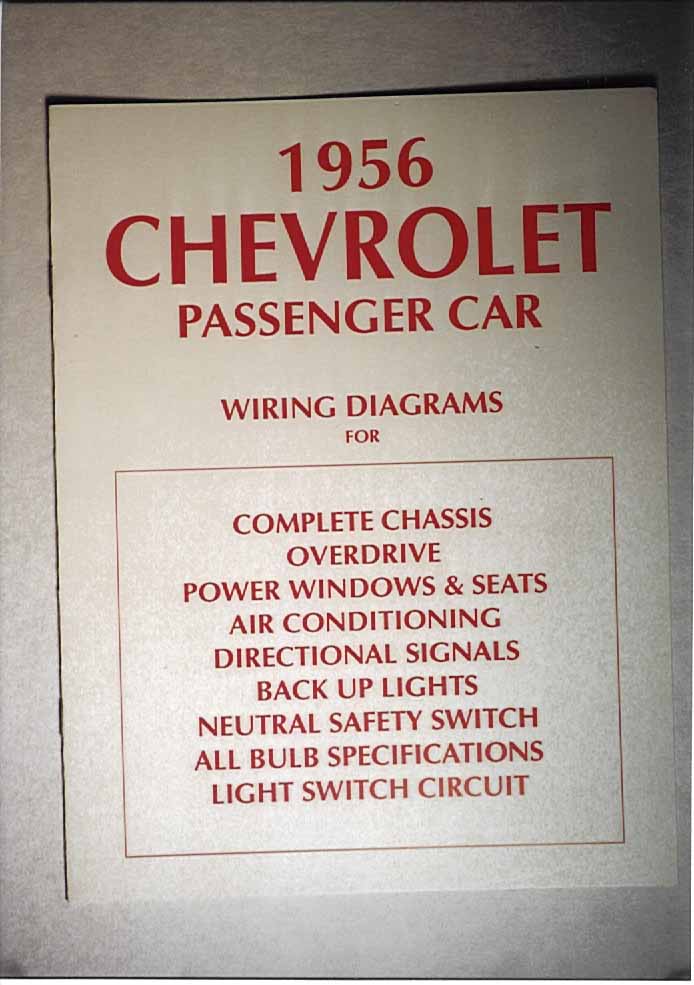 1956
CHEVROLET
PASSENGER CAR
WIRING DIAGRAMS
FOR
COMPLETE CHASSIS
OVERDRIVE
POWER WINDOWS & SEATS
AIR CONDITIONING
DIRECTIONAL SIGNALS
BACK UP LIGHTS
NEUTRAL SAFETY SWITCH
ALL BULB SPECIFICATIONS
LIGHT SWITCH CIRCUIT